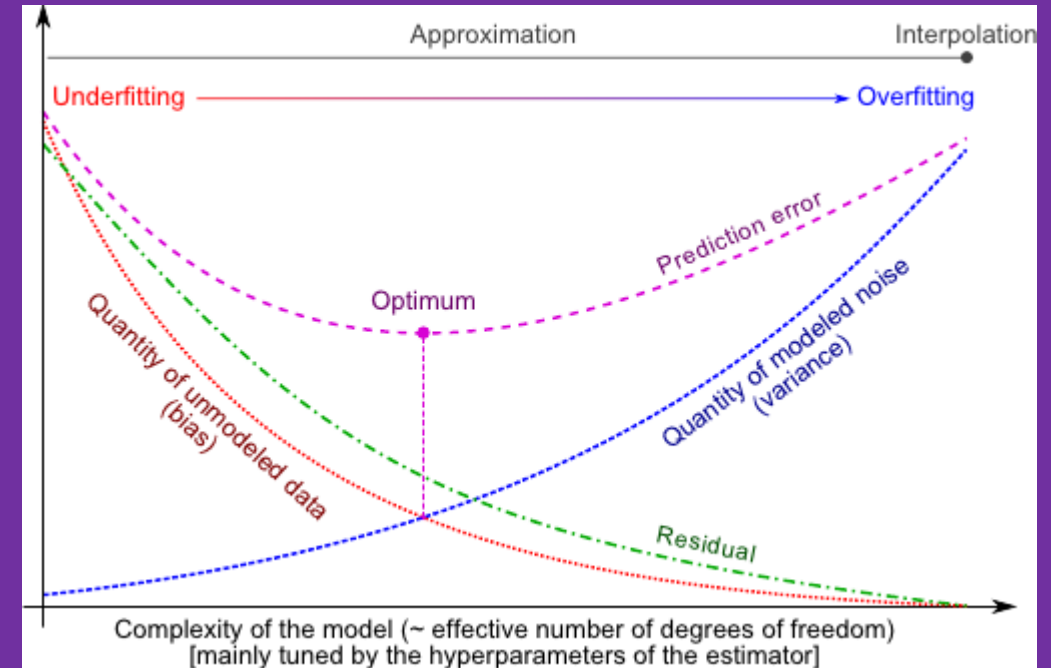 Approximation
Interpolation
Underfitting
Overfitting
Prediction error
Optimum
Quantity of unmodeled data
(bias)
Quantity of modeled noise
(variance)
Residual
Complexity of the model (~ effective number of degrees of freedom)
[mainly tuned by the hyperparameters of the estimator]